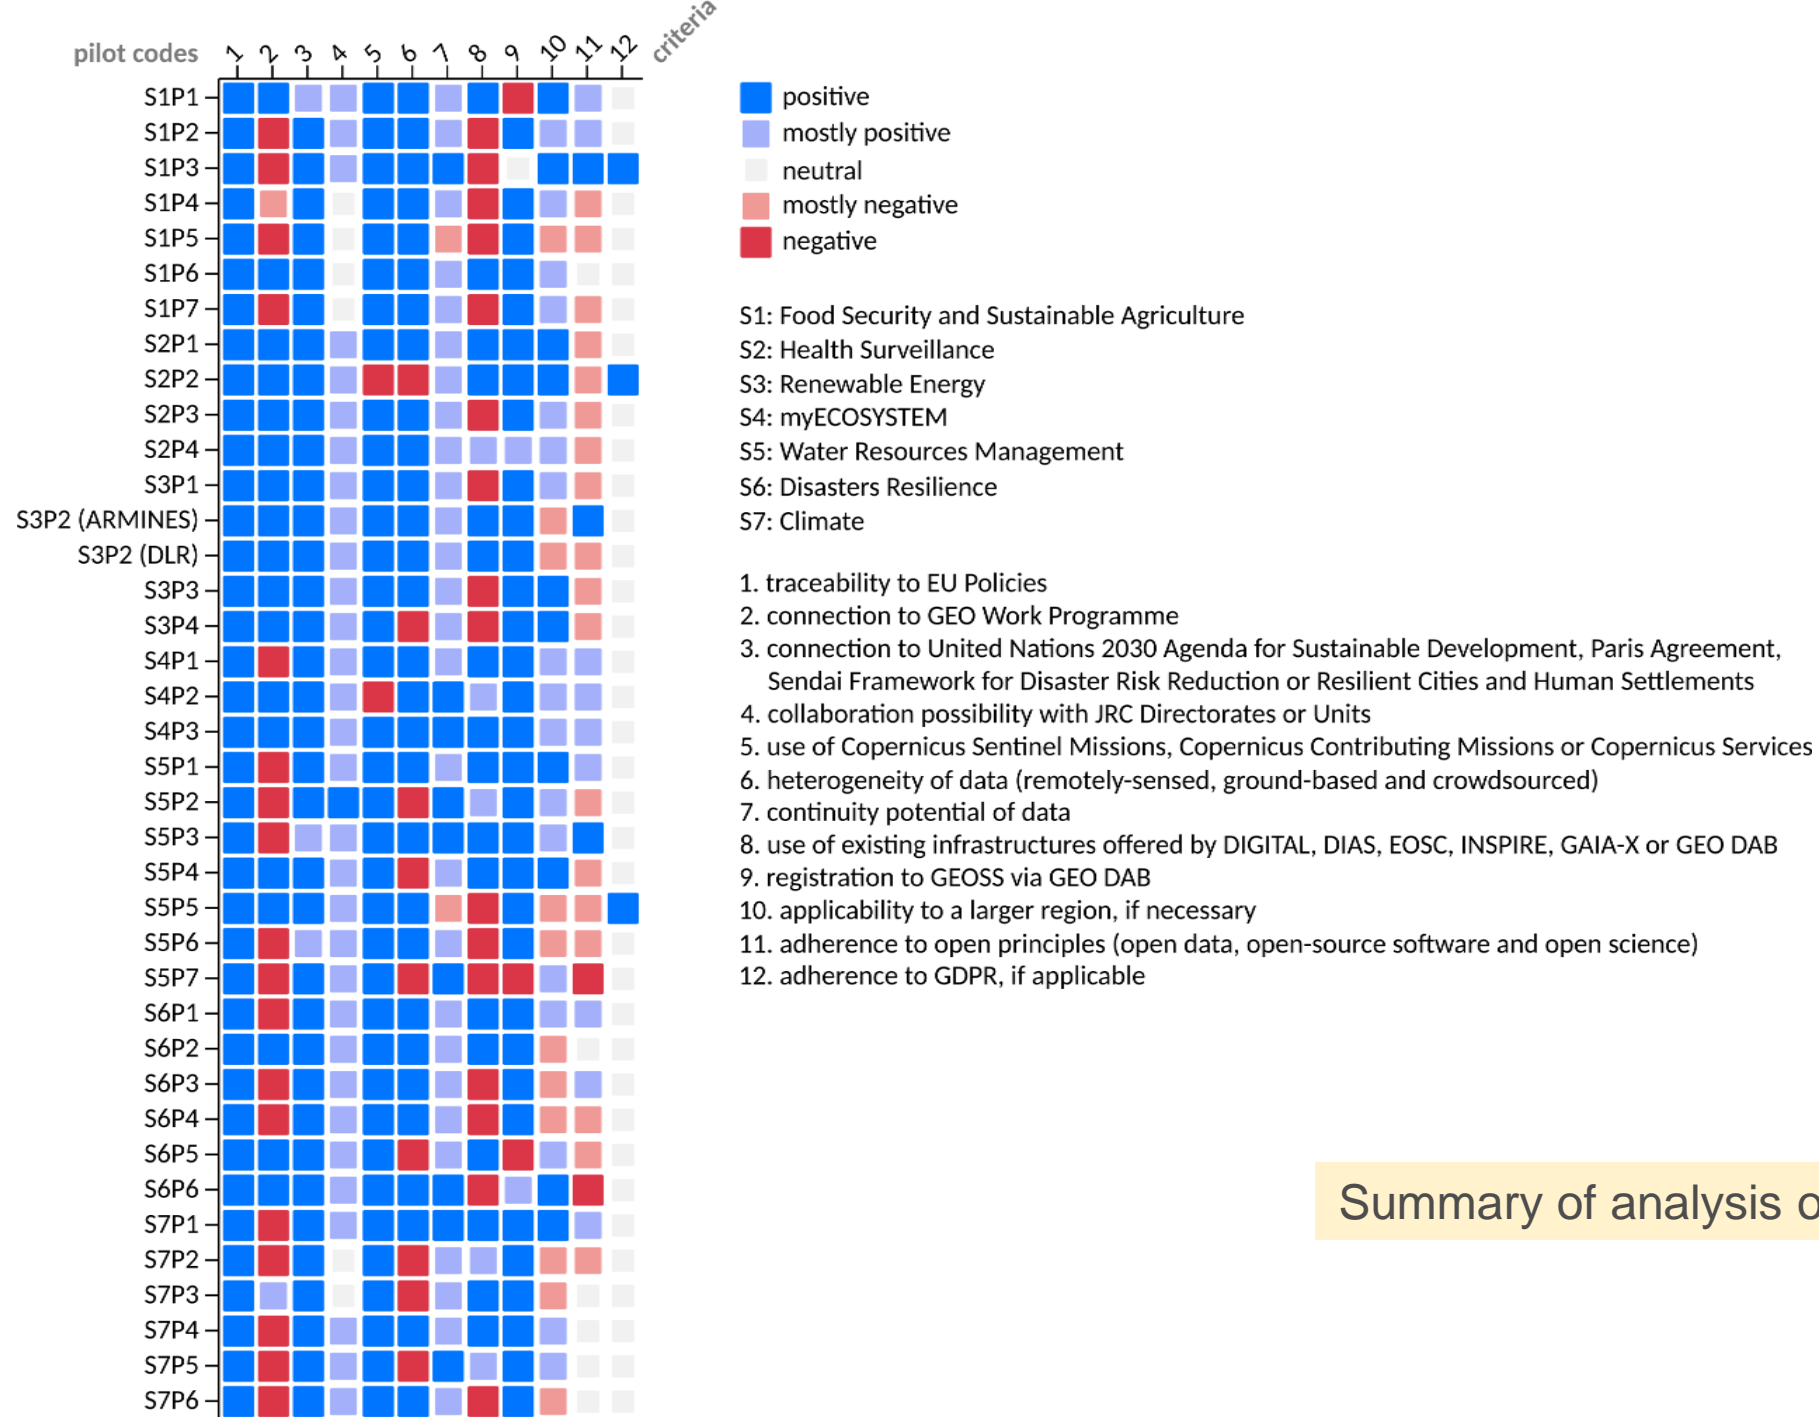 pilot codes 1 2 3 4 5 6 7 8 9 10 11 12 criteria
S1P1
S1P2
S1P3
S1P4
S1P5
S1P6
S1P7
S2P1
S2P2
S2P3
S2P4
S3P1
S3P2 (ARMINES)
S3P2 (DLR)
S3P3
S3P4
S4P1
S4P2
S4P3
S5P1
S5P2
S5P3
S5P4
S5P5
S5P6
S5P7
S6P1
S6P2
S6P3
S6P4
S6P5
S6P6
S7P1
S7P2
S7P3
S7P4
S7P5
S7P6
positive
mostly positive
neutral
mostly negative
negative
S1: Food Security and Sustainable Agriculture
S2: Health Surveillance
S3: Renewable Energy
S4: myECOSYSTEM
S5: Water Resources Management
S6: Disasters Resilience
S7: Climate
1. traceability to EU Policies
2. connection to GEO Work Programme
3. connection to United Nations 2030 Agenda for Sustainable Development, Paris Agreement,
Sendai Framework for Disaster Risk Reduction or Resilient Cities and Human Settlements
4. collaboration possibility with JRC Directorates or Units
5. use of Copernicus Sentinel Missions, Copernicus Contributing Missions or Copernicus Services
6. heterogeneity of data (remotely-sensed, ground-based and crowdsourced)
7. continuity potential of data
8. use of existing infrastructures offered by DIGITAL, DIAS, EOSC, INSPIRE, GAIA-X or GEO DAB
9. registration to GEOSS via GEO DAB
10. applicability to a larger region, if necessary
11. adherence to open principles (open data, open-source software and open science)
12. adherence to GDPR, if applicable
Summary of analysis